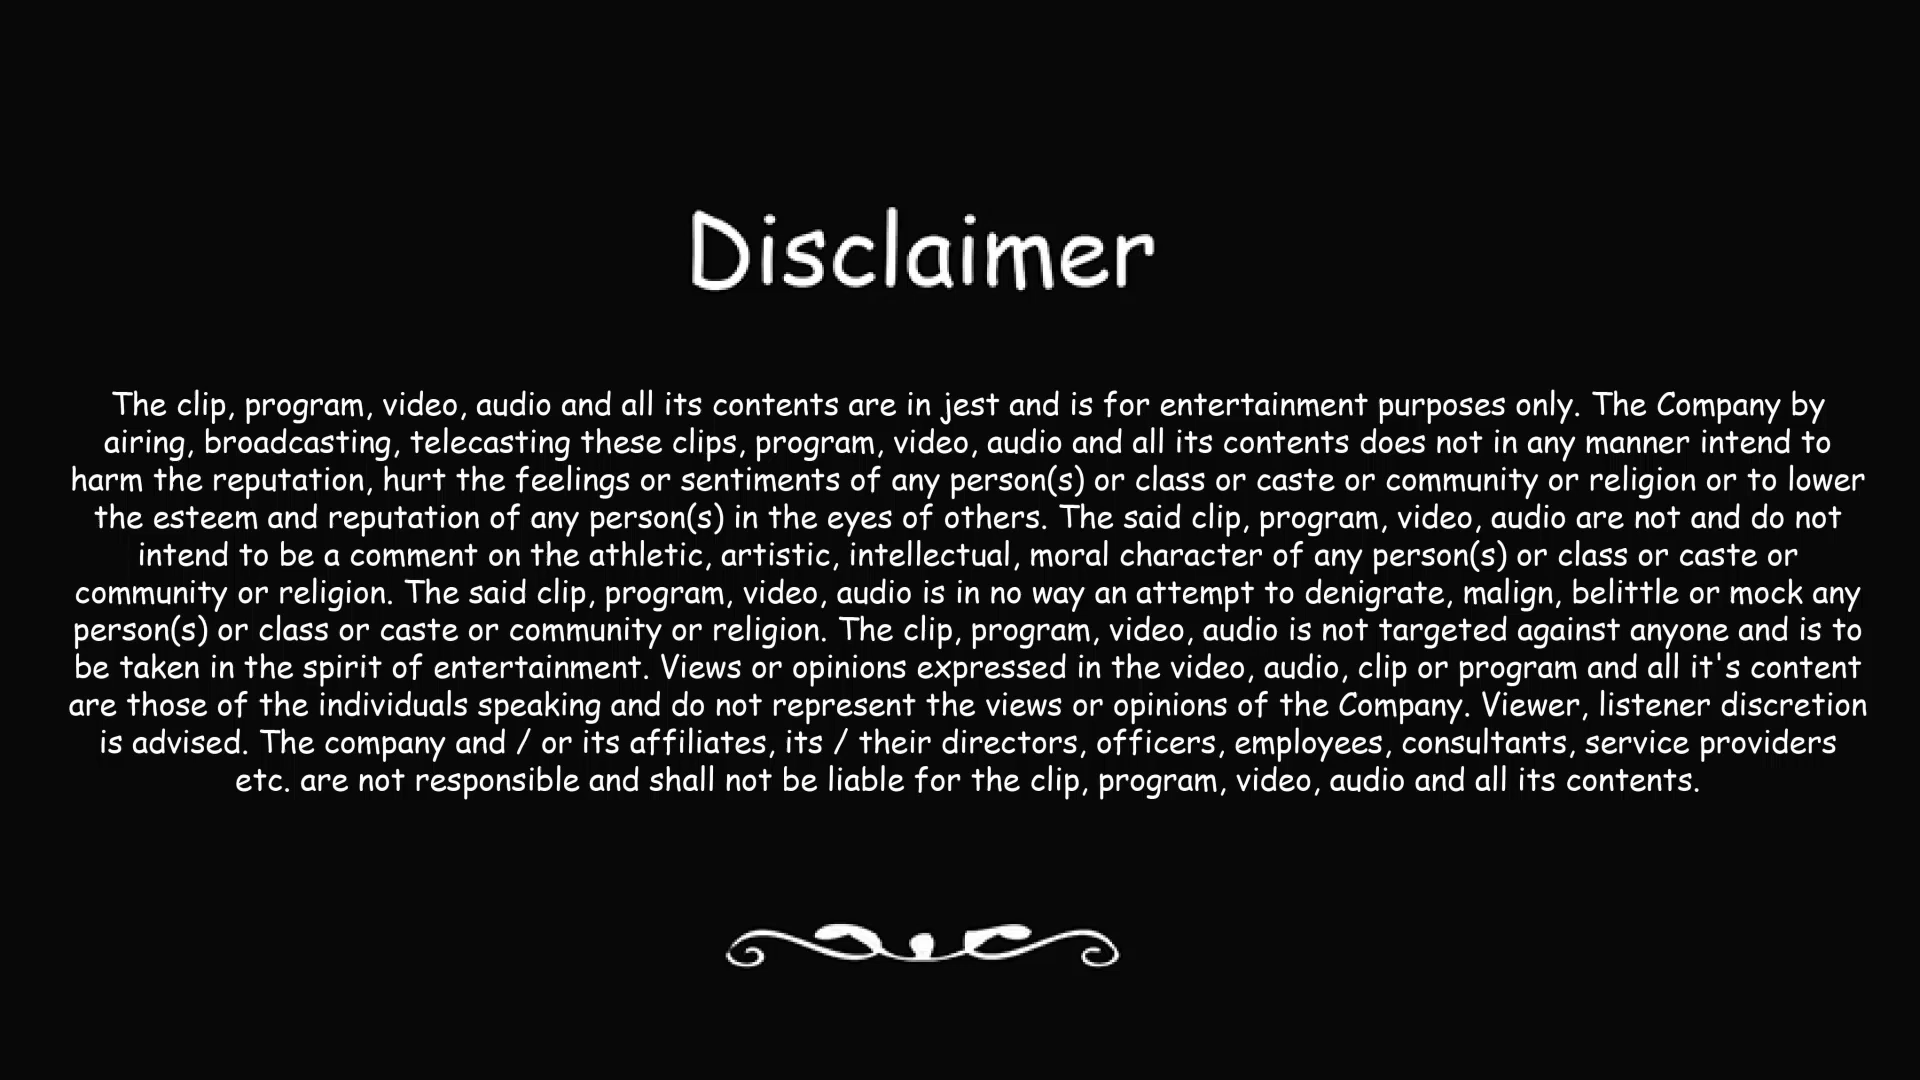 Disclaimer
The clip, program, video, audio and all its contents are in jest and is for entertainment purposes only. The Company by
airing, broadcasting, telecasting these clips, program, video, audio and all its contents does not in any manner intend to
harm the reputation, hurt the feelings or sentiments of any person(s) or class or caste or community or religion or to lower
the esteem and reputation of any person(s) in the eyes of others. The said clip, program, video, audio are not and do not
intend to be a comment on the athletic, artistic, intellectual, moral character of any person(s) or class or caste or
community or religion. The said clip, program, video, audio is in no way an attempt to denigrate, malign, belittle or mock any
person(s) or class or caste or community or religion. The clip, program, video, audio is not targeted against anyone and is to
be taken in the spirit of entertainment. Views or opinions expressed in the video, audio, clip or program and all it's content
are those of the individuals speaking and do not represent the views or opinions of the Company. Viewer, listener discretion
is advised. The company and / or its affiliates, its / their directors, officers, employees, consultants, service providers
etc. are not responsible and shall not be liable for the clip, program, video, audio and all its contents.